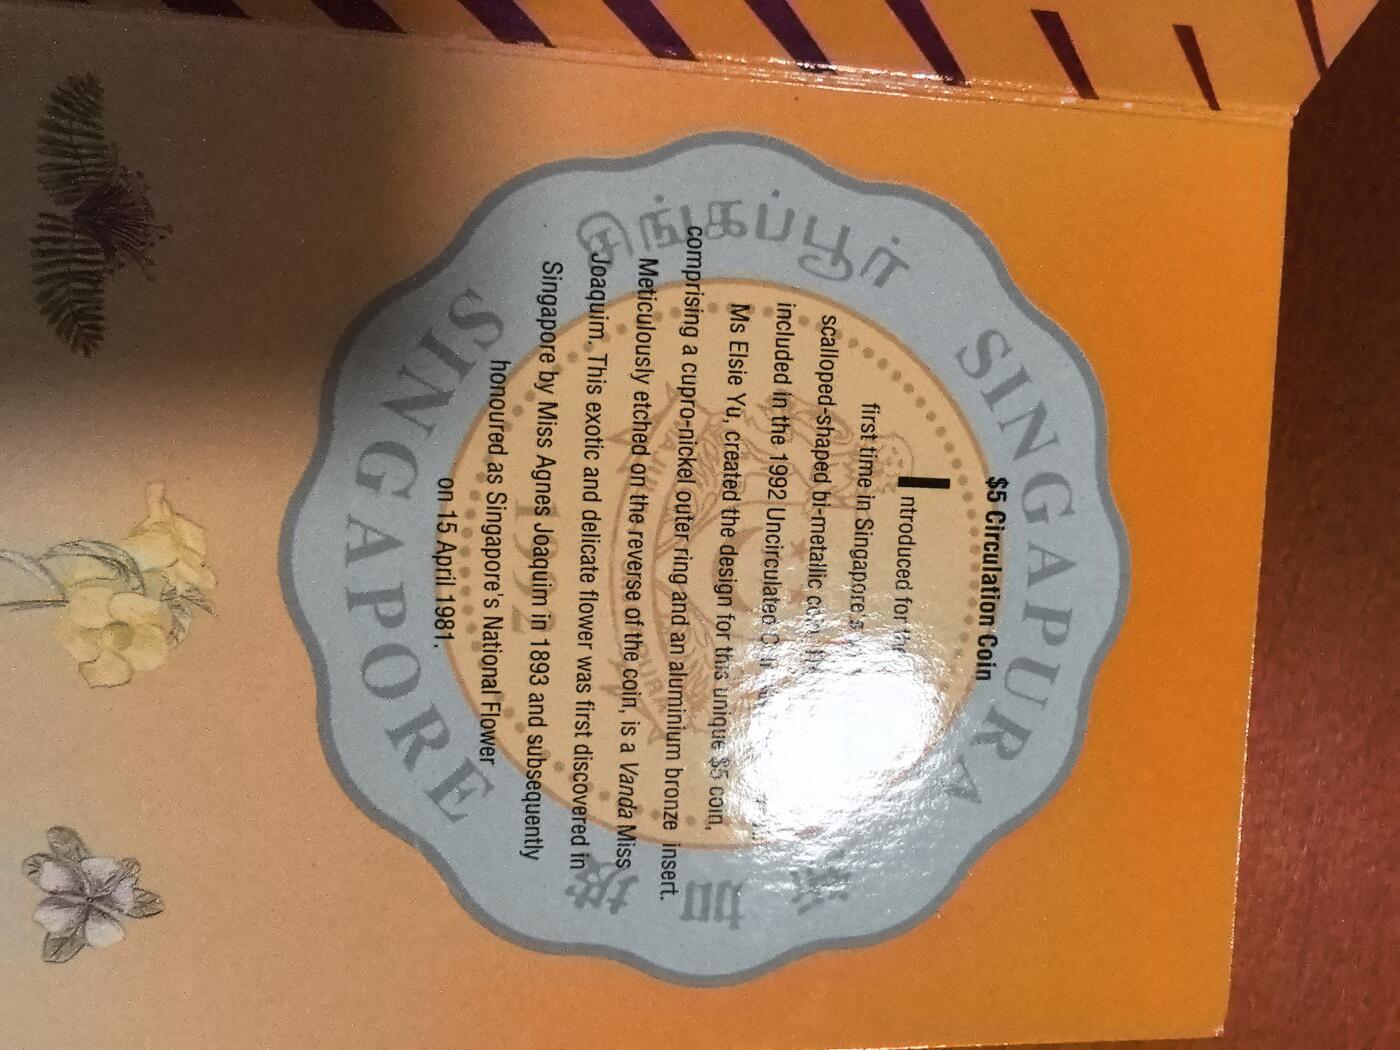 $5 Circulation Coin
Introduced for the
first time in Singapore's
scalloped-shaped bi-metallic
included in the 1992 Uncirculated
Ms Elsie Yu, created the design for this unique $5 coin,
comprising a cupro-nickel outer ring and an aluminium bronze insert.
Meticulously etched on the reverse of the coin, is a Vanda Miss
Joaquim. This exotic and delicate flower was first discovered in
Singapore by Miss Agnes Joaquim in 1893 and subsequently
honoured as Singapore's National Flower
on 15 April 1981.
SINGAPURA
சிங்கப்பூர்
新加坡
SINGAPORE
1992